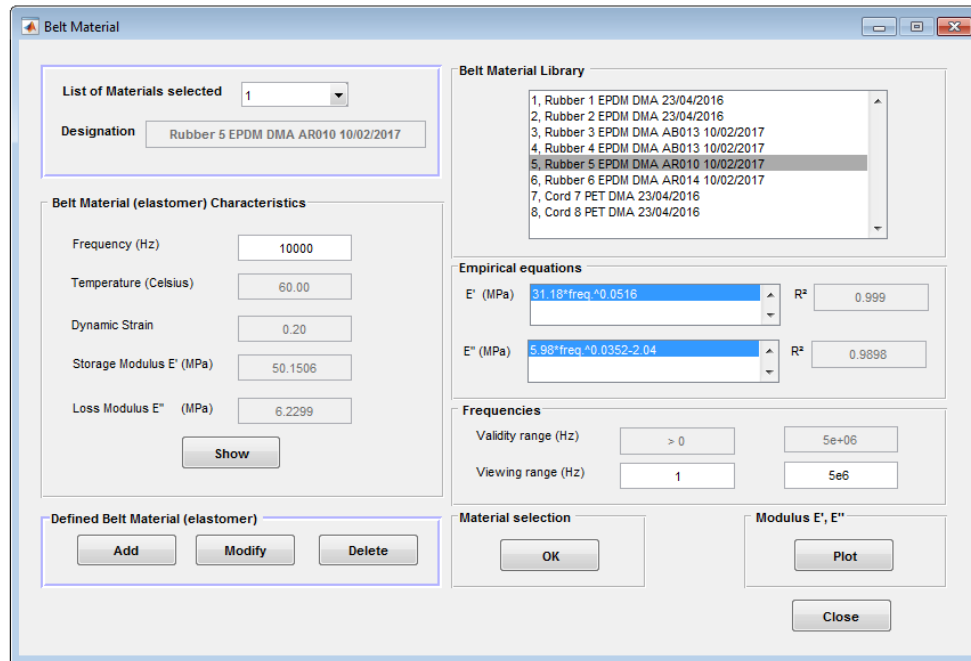 Belt Material
List of Materials selected
1
Designation
Rubber 5 EPDM DMA AR010 10/02/2017
Belt Material (elastomer) Characteristics
Frequency (Hz)
10000
Temperature (Celsius)
60.00
Dynamic Strain
0.20
Storage Modulus E' (MPa)
50.1506
Loss Modulus E'' (MPa)
6.2299
Show
Defined Belt Material (elastomer)
Add
Modify
Delete
Belt Material Library
1, Rubber 1 EPDM DMA 23/04/2016
2, Rubber 2 EPDM DMA 23/04/2016
3, Rubber 3 EPDM DMA AB013 10/02/2017
4, Rubber 4 EPDM DMA AB013 10/02/2017
5, Rubber 5 EPDM DMA AR010 10/02/2017
6, Rubber 6 EPDM DMA AR014 10/02/2017
7, Cord 7 PET DMA 23/04/2016
8, Cord 8 PET DMA 23/04/2016
Empirical equations
E' (MPa)
31.18*freq.^0.0516
R²
0.999
E'' (MPa)
5.98*freq.^0.0352-2.04
R²
0.9898
Frequencies
Validity range (Hz)
> 0
5e+06
Viewing range (Hz)
1
5e6
Material selection
OK
Modulus E', E''
Plot
Close